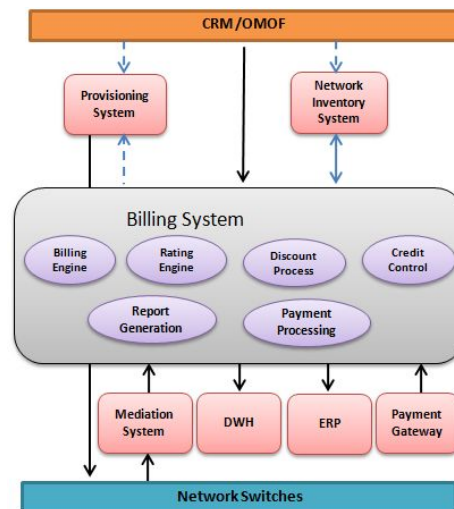 CRM/OMOF
Provisioning
System
Network
Inventory
System
Billing System
Billing
Engine
Rating
Engine
Discount
Process
Credit
Control
Report
Generation
Payment
Processing
Mediation
System
DWH
ERP
Payment
Gateway
Network Switches